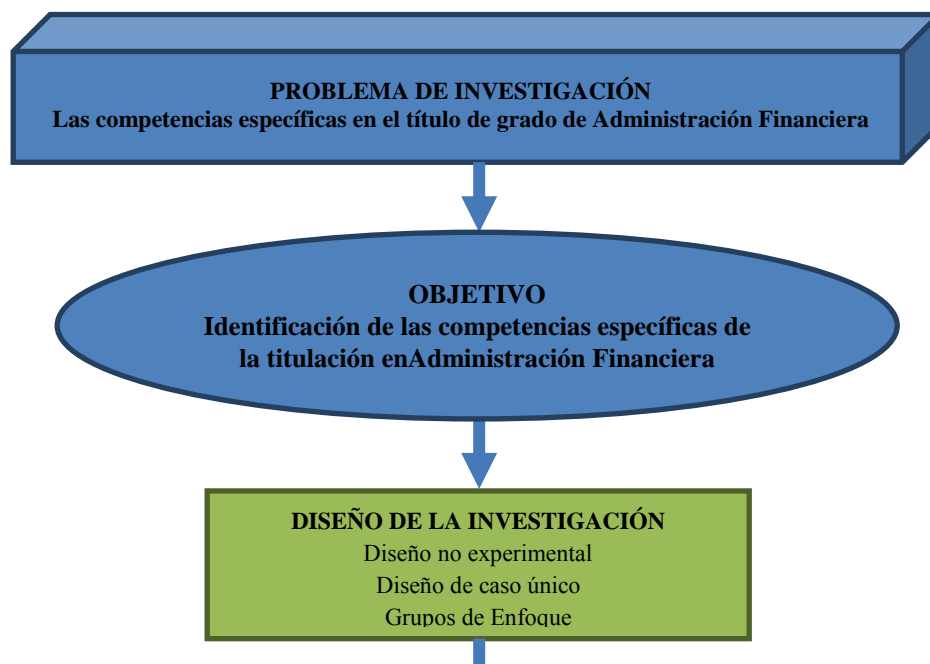 PROBLEMA DE INVESTIGACIÓN
Las competencias específicas en el título de grado de Administración Financiera
OBJETIVO
Identificación de las competencias específicas de
la titulación enAdministración Financiera
DISEÑO DE LA INVESTIGACIÓN
Diseño no experimental
Diseño de caso único
Grupos de Enfoque